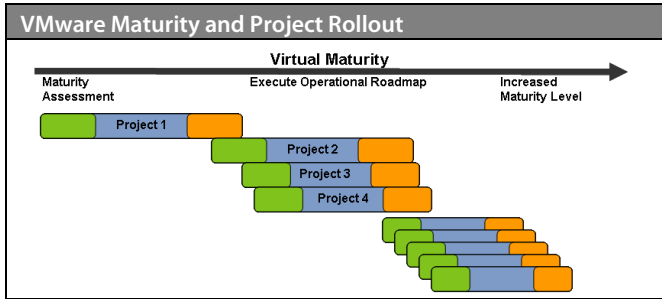 VMware Maturity and Project Rollout
Virtual Maturity
Maturity Assessment
Execute Operational Roadmap
Increased Maturity Level
Project 1
Project 2
Project 3
Project 4